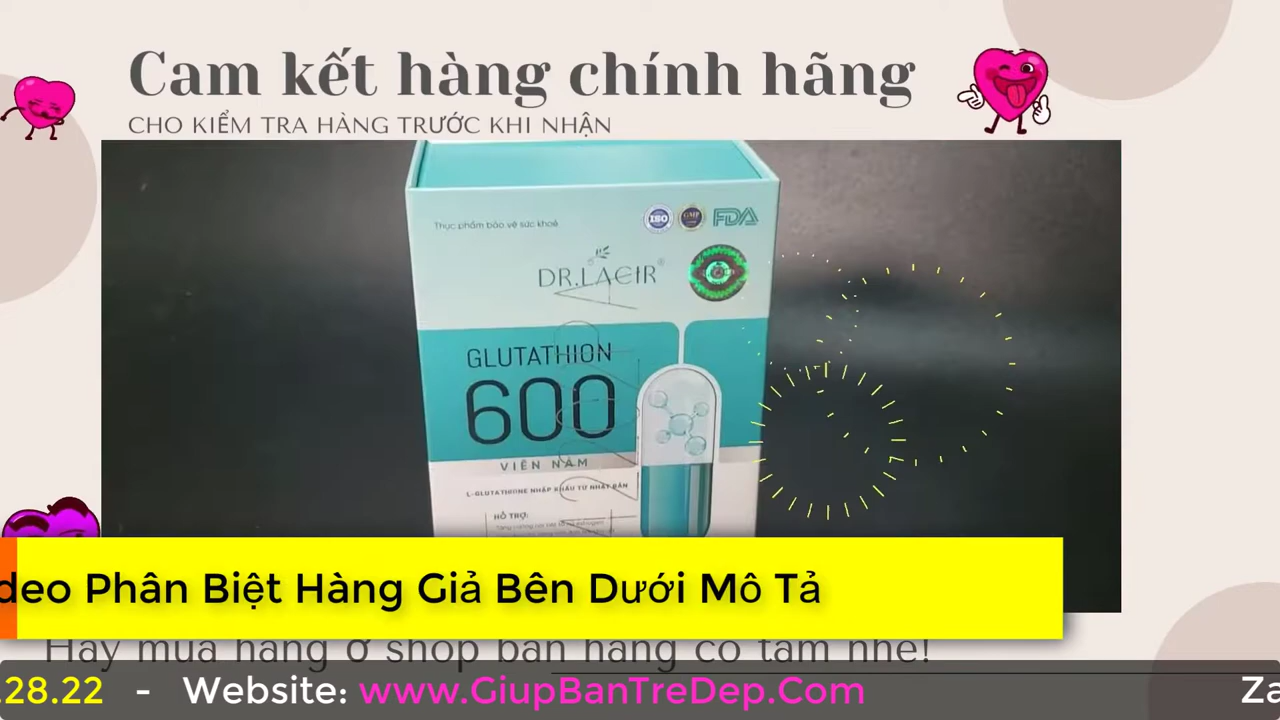 Cam kết hàng chính hãng
CHO KIỂM TRA HÀNG TRƯỚC KHI NHẬN
Thực phẩm bảo vệ sức khoẻ
ISO GMP FDA
DR.LACIR®
GLUTATHION
600
VIÊN NÁM
L-GLUTATHIONE NHẬP KHẨU TỪ NHẬT BẢN
HỖ TRỢ:
deo Phân Biệt Hàng Giả Bên Dưới Mô Tả
Hãy mua hàng ở shop bán hàng có tâm nhé!
.28.22 - Website: www.GiupBanTreDep.Com
Za